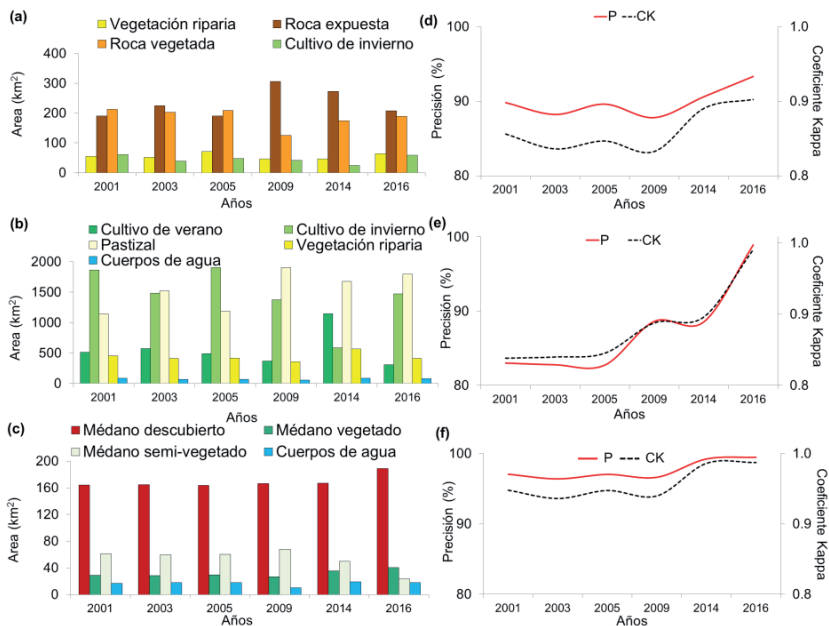 (a)
Vegetación riparia
Roca expuesta
Roca vegetada
Cultivo de invierno
400
300
200
100
0
Area (km²)
2001 2003 2005 2009 2014 2016
Años
(b)
Cultivo de verano
Cultivo de invierno
Pastizal
Vegetación riparia
Cuerpos de agua
2000
1500
1000
500
0
Area (km²)
2001 2003 2005 2009 2014 2016
Años
(c)
Médano descubierto
Médano vegetado
Médano semi-vegetado
Cuerpos de agua
200
160
120
80
40
0
Area (km²)
2001 2003 2005 2009 2014 2016
Años
(d)
P CK
100
90
80
Precisión (%)
1.0
0.9
0.8
Coeficiente Kappa
2001 2003 2005 2009 2014 2016
Años
(e)
P CK
100
90
80
Precisión (%)
1.0
0.9
0.8
Coeficiente Kappa
2001 2003 2005 2009 2014 2016
Años
(f)
P CK
100
90
80
Precisión (%)
1.0
0.9
0.8
Coeficiente Kappa
2001 2003 2005 2009 2014 2016
Años